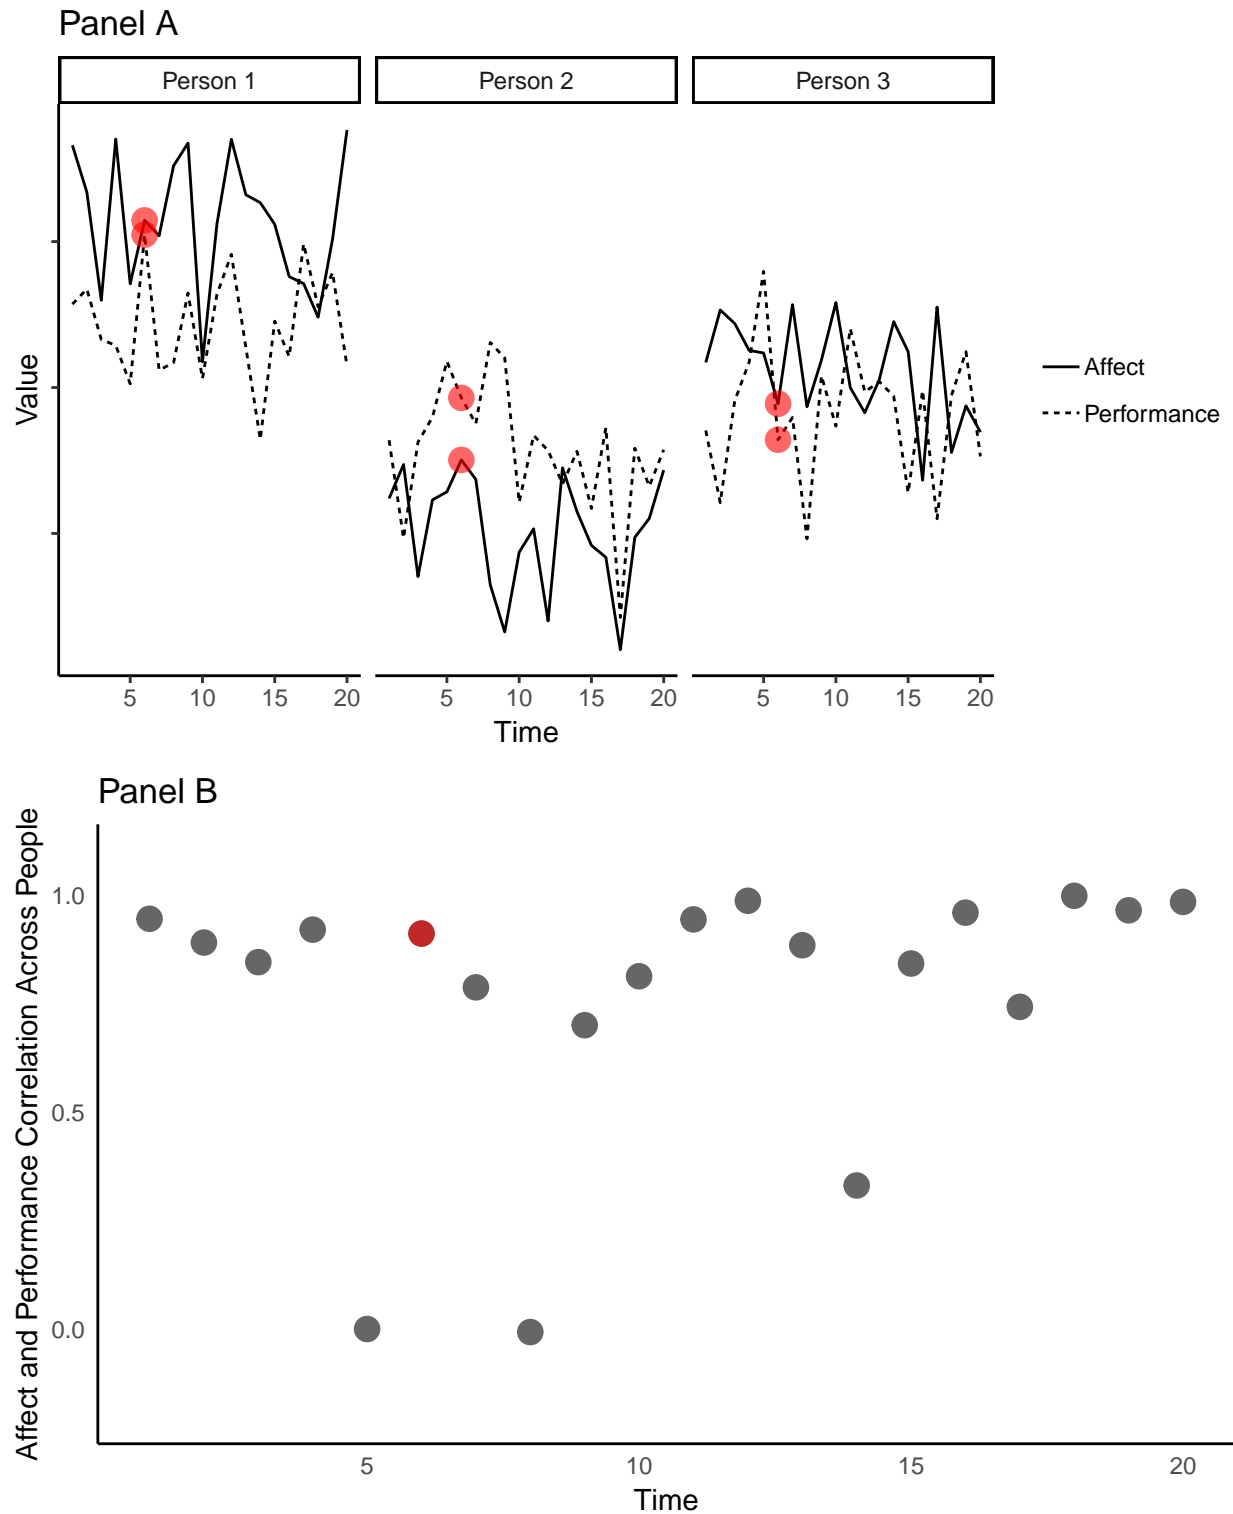 Panel A
Person 1
Person 2
Person 3
Value
Affect
Performance
5 10 15 20
5 10 15 20
5 10 15 20
Time
Panel B
Affect and Performance Correlation Across People
1.0
0.5
0.0
5 10 15 20
Time